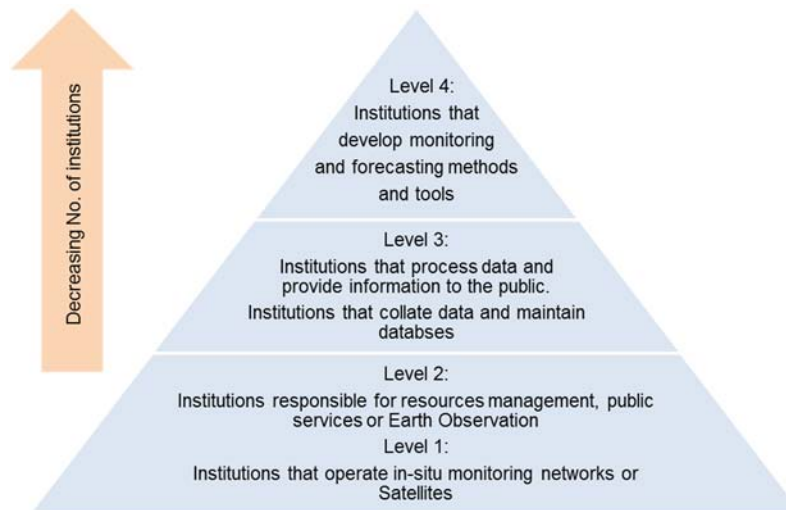 Decreasing No. of institutions
Level 4:
Institutions that
develop monitoring
and forecasting methods
and tools
Level 3:
Institutions that process data and
provide information to the public.
Institutions that collate data and maintain
databses
Level 2:
Institutions responsible for resources management, public
services or Earth Observation
Level 1:
Institutions that operate in-situ monitoring networks or
Satellites